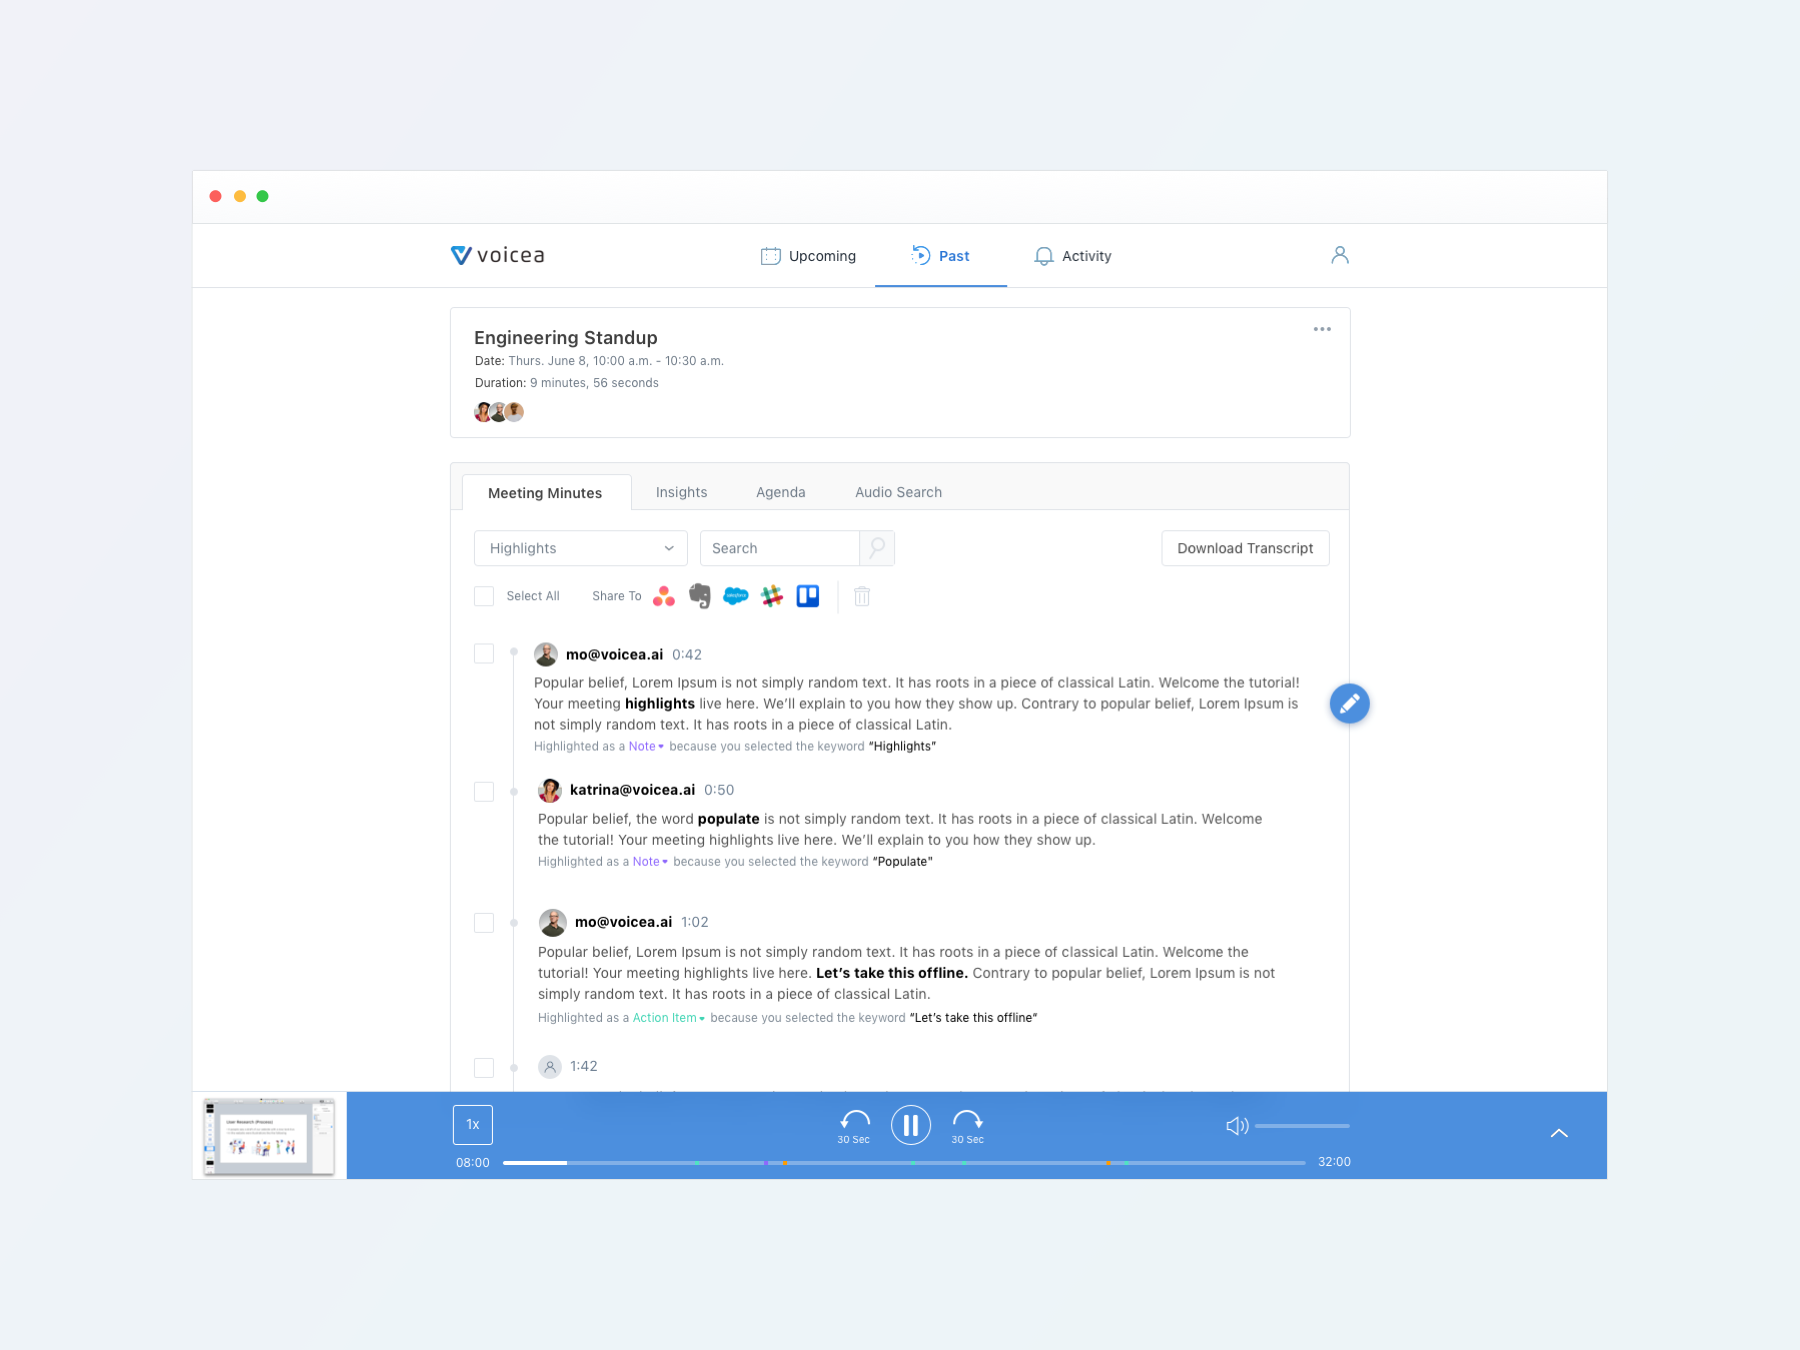 voicea
Upcoming
Past
Activity
Engineering Standup
Date: Thurs. June 8, 10:00 a.m. - 10:30 a.m.
Duration: 9 minutes, 56 seconds
Meeting Minutes
Insights
Agenda
Audio Search
Highlights
Search
Download Transcript
Select All
Share To
salesforce
mo@voicea.ai 0:42
Popular belief, Lorem Ipsum is not simply random text. It has roots in a piece of classical Latin. Welcome the tutorial!
Your meeting highlights live here. We’ll explain to you how they show up. Contrary to popular belief, Lorem Ipsum is
not simply random text. It has roots in a piece of classical Latin.
Highlighted as a Note because you selected the keyword “Highlights”
katrina@voicea.ai 0:50
Popular belief, the word populate is not simply random text. It has roots in a piece of classical Latin. Welcome
the tutorial! Your meeting highlights live here. We’ll explain to you how they show up.
Highlighted as a Note because you selected the keyword “Populate"
mo@voicea.ai 1:02
Popular belief, Lorem Ipsum is not simply random text. It has roots in a piece of classical Latin. Welcome the
tutorial! Your meeting highlights live here. Let’s take this offline. Contrary to popular belief, Lorem Ipsum is not
simply random text. It has roots in a piece of classical Latin.
Highlighted as a Action Item because you selected the keyword “Let’s take this offline“
1:42
User Research (Process)
1x
30 Sec
30 Sec
08:00
32:00